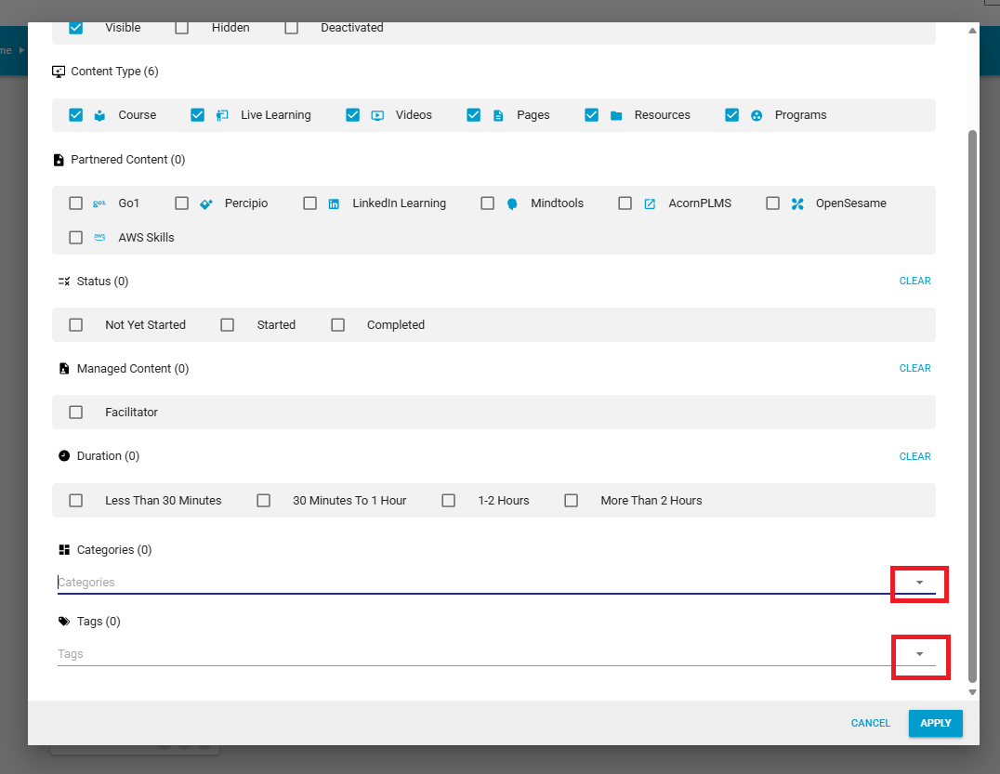 me
Visible Hidden Deactivated
Content Type (6)
Course Live Learning Videos Pages Resources Programs
Partnered Content (0)
Go1 Percipio LinkedIn Learning Mindtools AcornPLMS OpenSesame
aws AWS Skills
Status (0) CLEAR
Not Yet Started Started Completed
Managed Content (0) CLEAR
Facilitator
Duration (0) CLEAR
Less Than 30 Minutes 30 Minutes To 1 Hour 1-2 Hours More Than 2 Hours
Categories (0)
Categories
Tags (0)
Tags
CANCEL APPLY